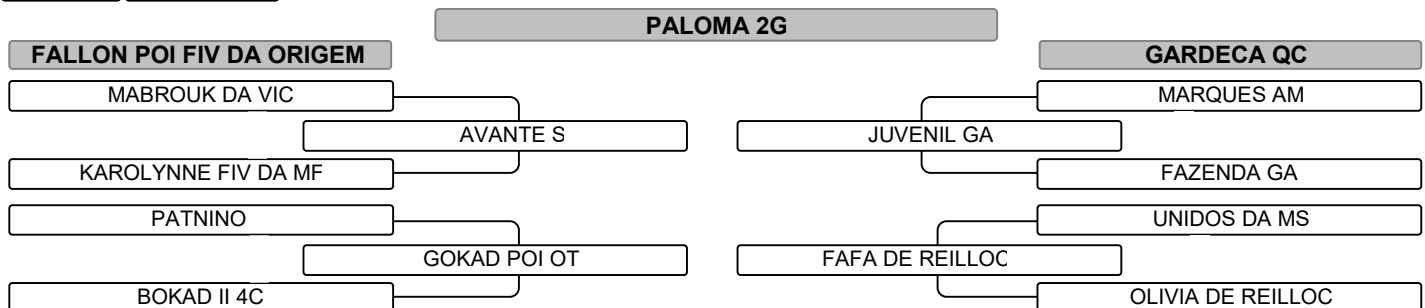 PALOMA 2G
FALLON POI FIV DA ORIGEM
GARDECA QC
MABROUK DA VIC
MARQUES AM
AVANTE S
JUVENIL GA
KAROLYNNE FIV DA MF
FAZENDA GA
PATNINO
UNIDOS DA MS
GOKAD POI OT
FAFA DE REILLOC
BOKAD II 4C
OLIVIA DE REILLOC